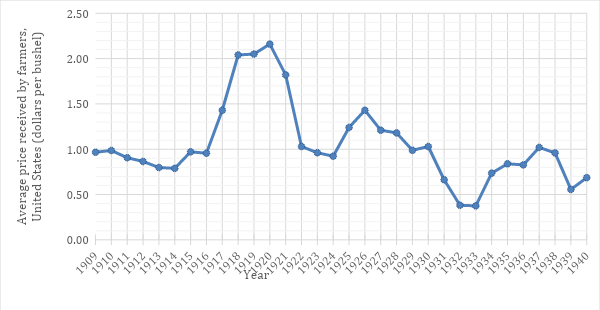 Average price received by farmers,
United States (dollars per bushel)
2.50
2.00
1.50
1.00
0.50
0.00
1909 1910 1911 1912 1913 1914 1915 1916 1917 1918 1919 1920 1921 1922 1923 1924 1925 1926 1927 1928 1929 1930 1931 1932 1933 1934 1935 1936 1937 1938 1939 1940
Year